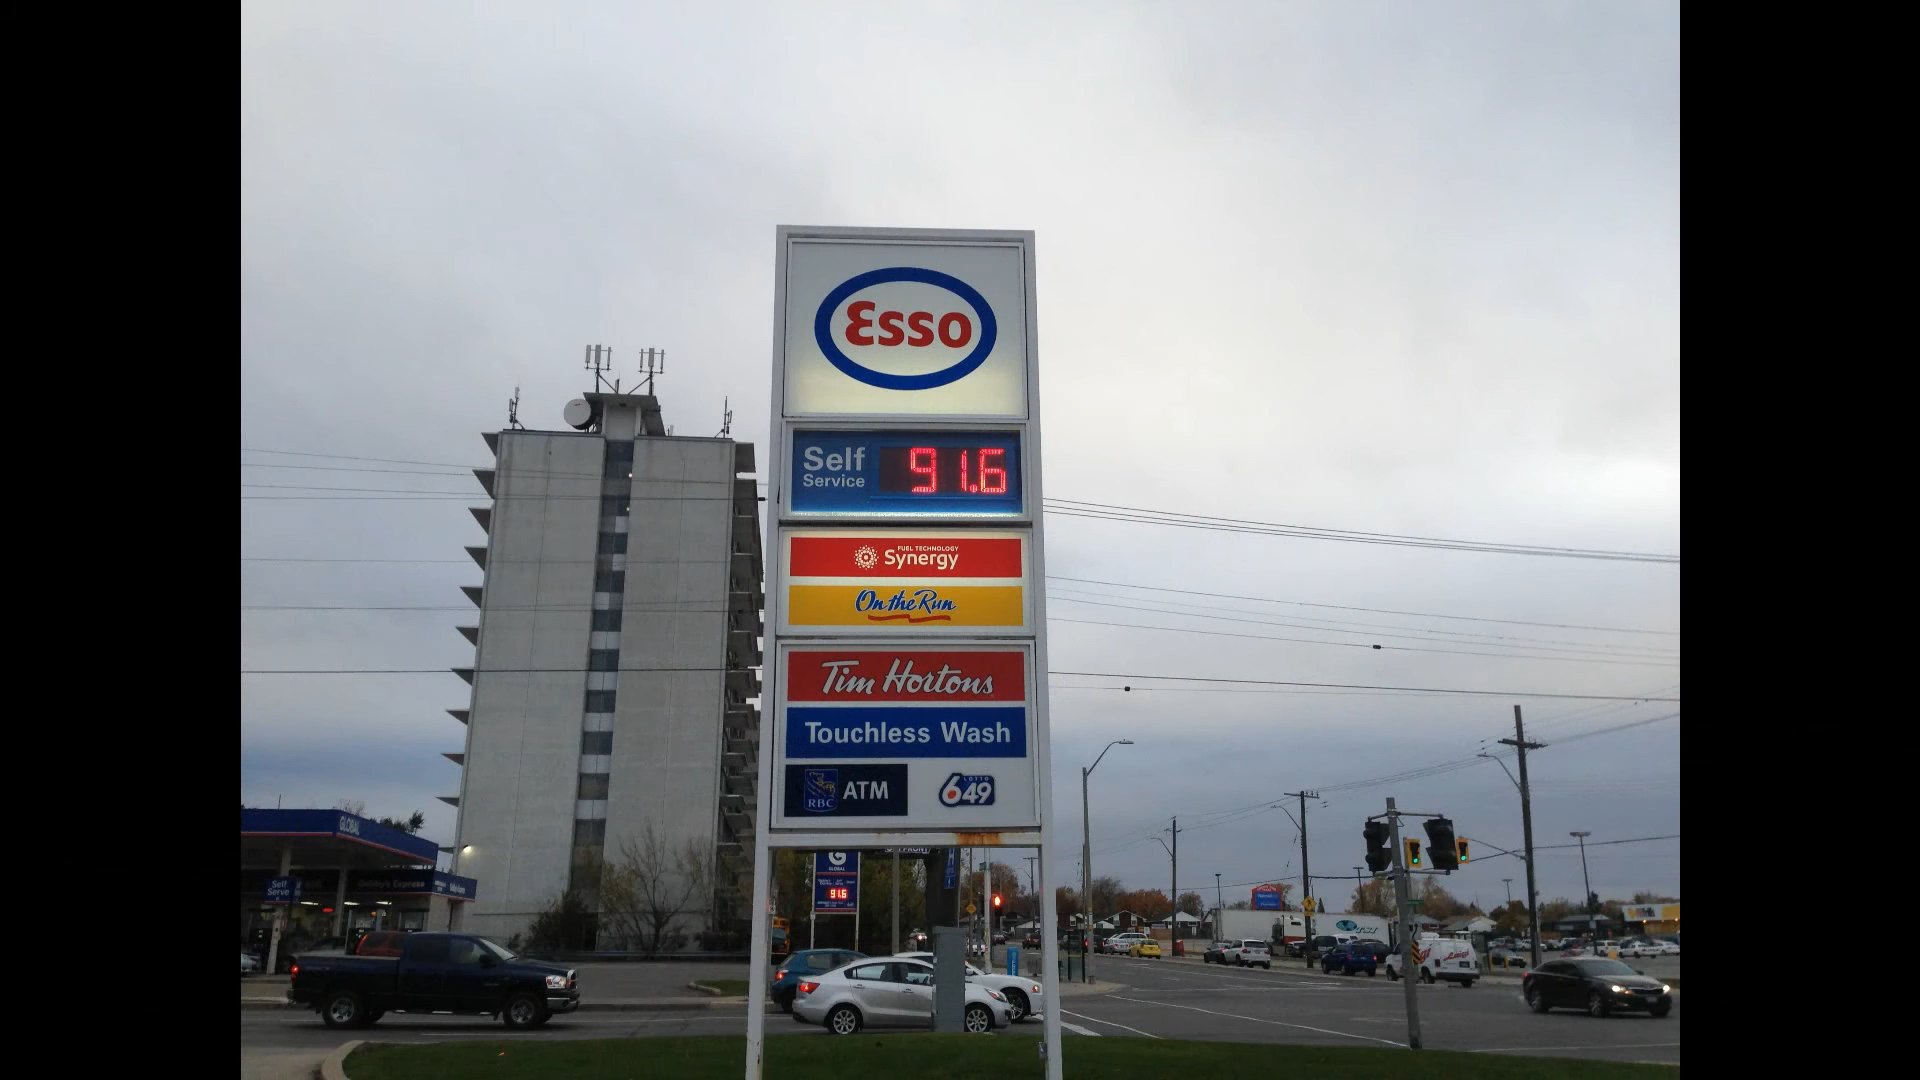 Esso
Self
Service
91.6
FUEL TECHNOLOGY
Synergy
On the Run
Tim Hortons
Touchless Wash
RBC
ATM
LOTTO
649
GLOBAL
Self
Serve
G
GLOBAL
91.6